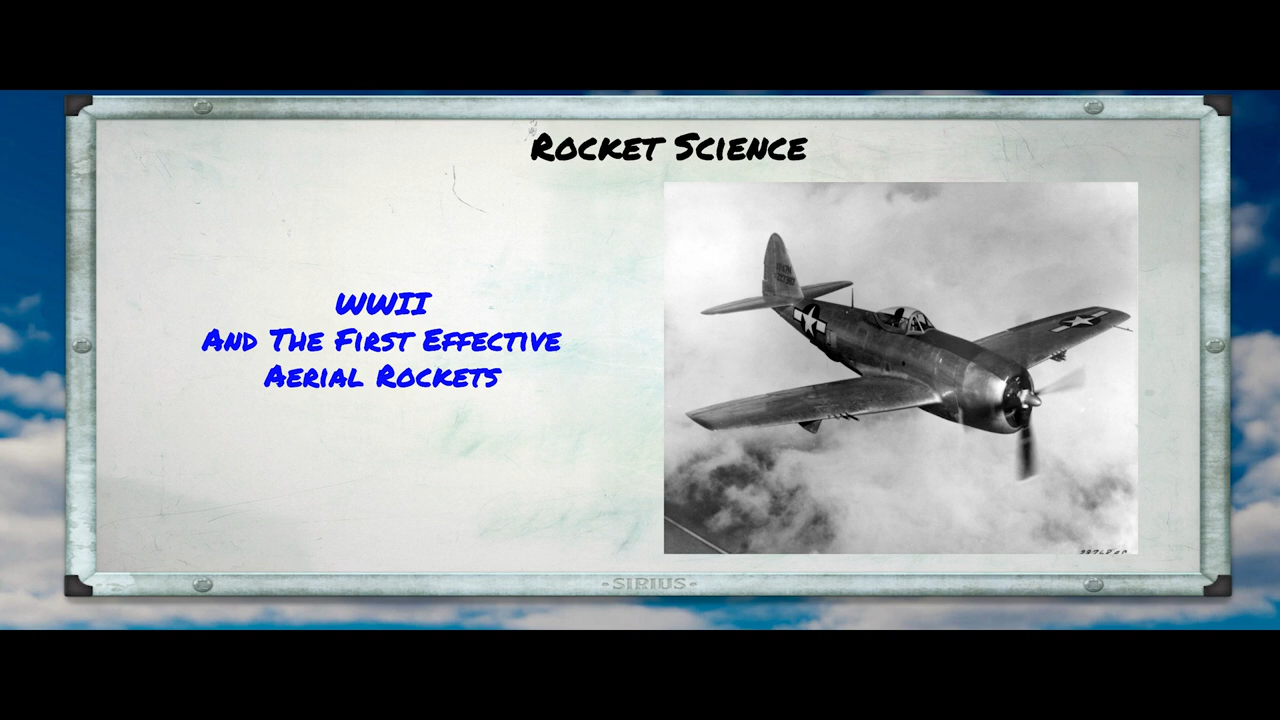 Rocket Science
WWII
And The First Effective
Aerial Rockets
-SIRIUS-